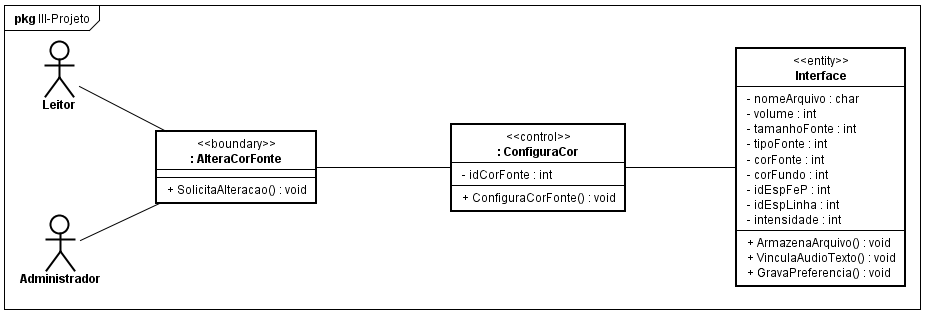 pkg III-Projeto
Leitor
Administrador
<<boundary>>
: AlteraCorFonte
+ SolicitaAlteracao() : void
<<control>>
: ConfiguraCor
- idCorFonte : int
+ ConfiguraCorFonte() : void
<<entity>>
Interface
- nomeArquivo : char
- volume : int
- tamanhoFonte : int
- tipoFonte : int
- corFonte : int
- corFundo : int
- idEspFeP : int
- idEspLinha : int
- intensidade : int
+ ArmazenaArquivo() : void
+ VinculaAudioTexto() : void
+ GravaPreferencia() : void